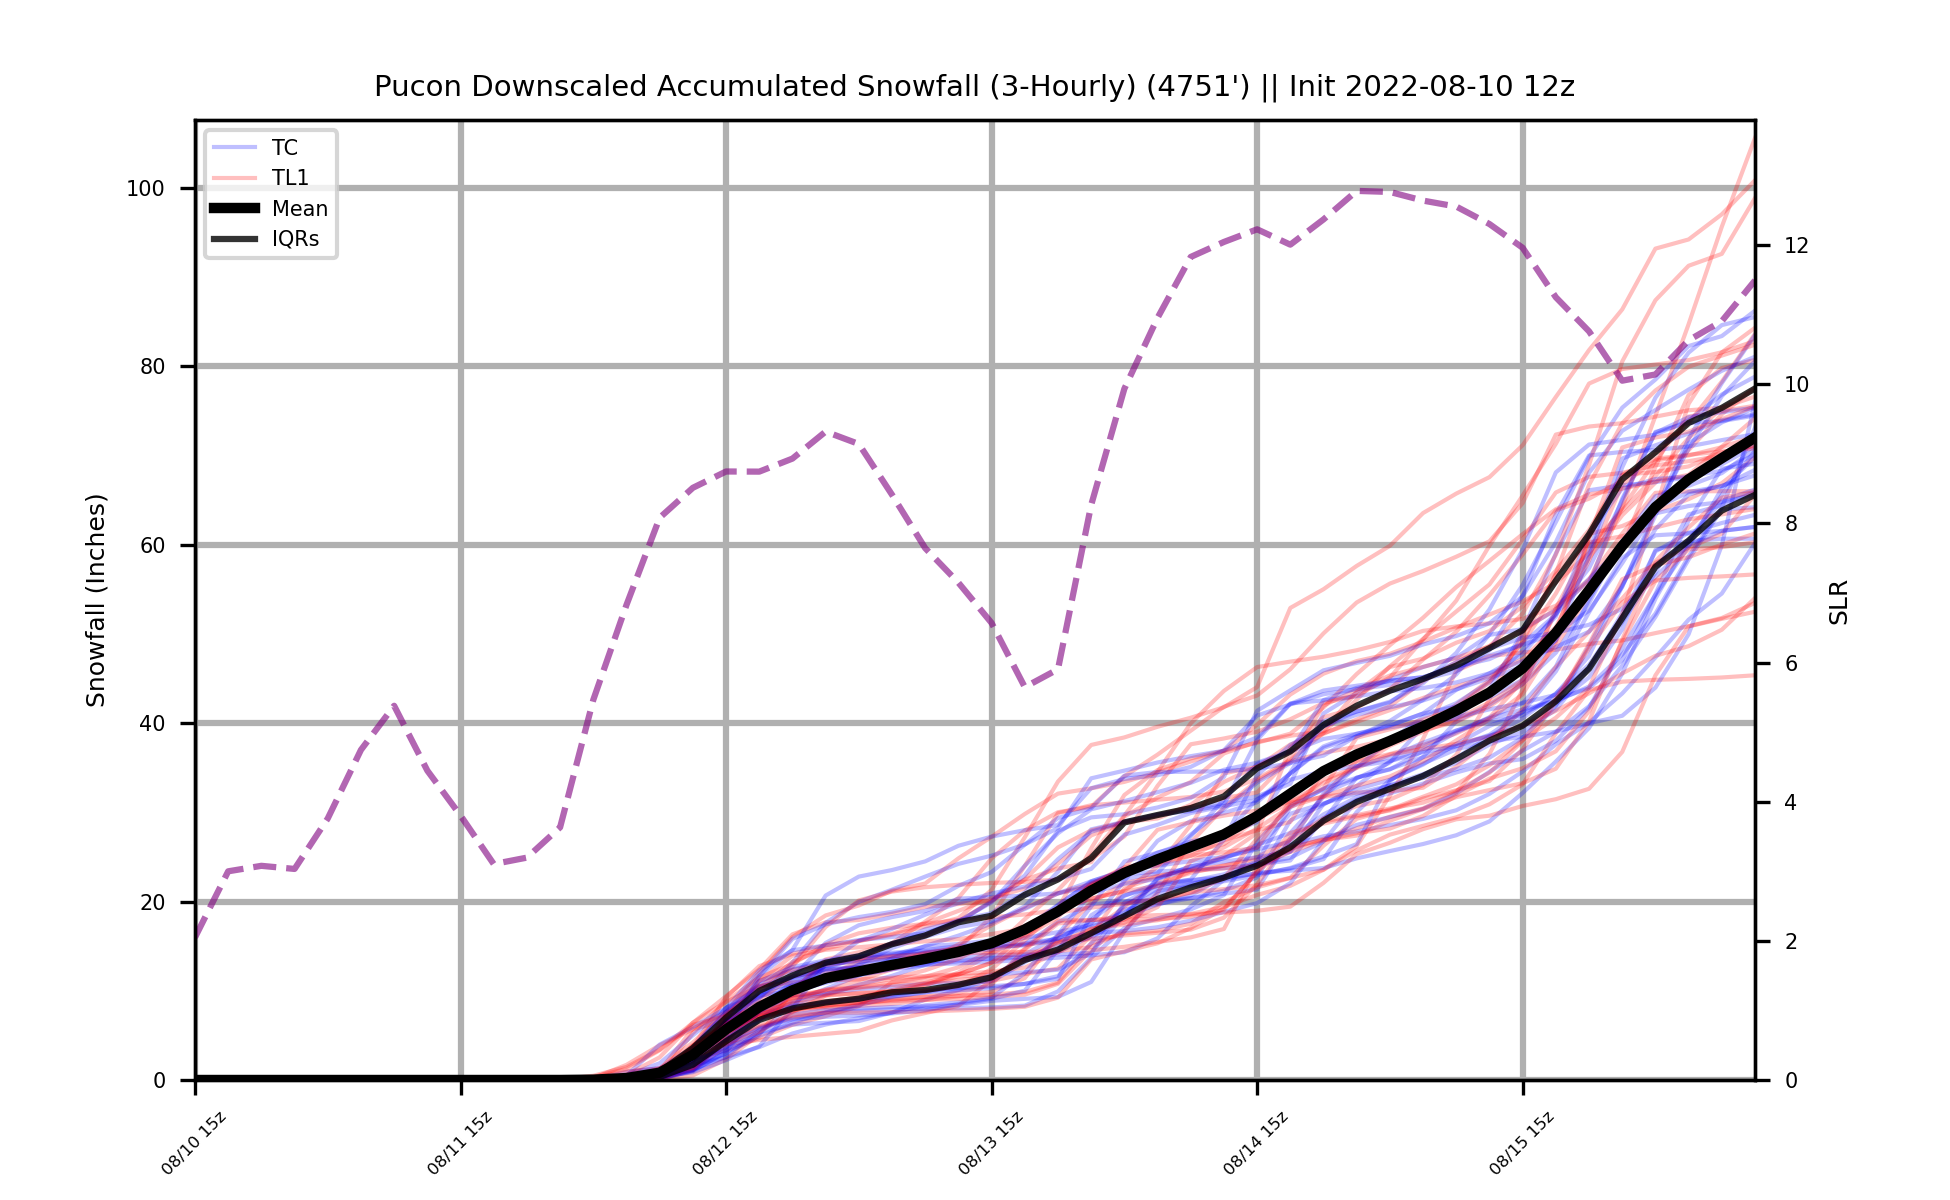 Pucon Downscaled Accumulated Snowfall (3-Hourly) (4751') || Init 2022-08-10 12z
TC
TL1
Mean
IQRs
Snowfall (Inches)
100
80
60
40
20
0
SLR
12
10
8
6
4
2
0
08/10 15z
08/11 15z
08/12 15z
08/13 15z
08/14 15z
08/15 15z